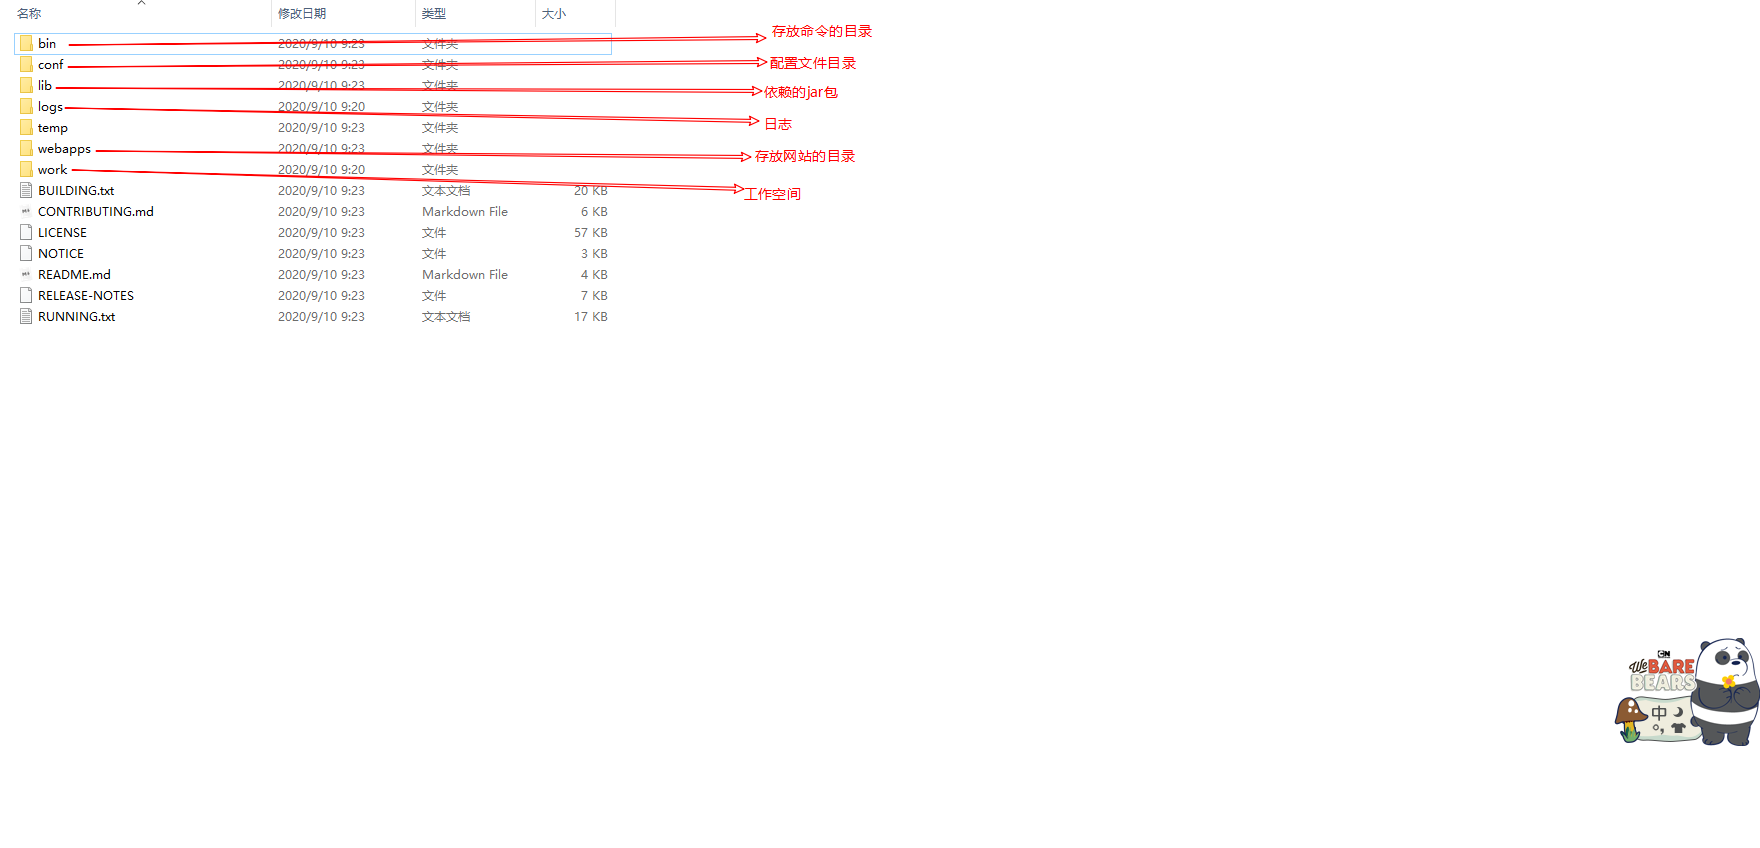 名称 修改日期 类型 大小
bin 2020/9/10 9:23 文件夹 存放命令的目录
conf 2020/9/10 9:23 文件夹 配置文件目录
lib 2020/9/10 9:23 文件夹 依赖的jar包
logs 2020/9/10 9:20 文件夹 日志
temp 2020/9/10 9:23 文件夹
webapps 2020/9/10 9:23 文件夹 存放网站的目录
work 2020/9/10 9:20 文件夹 工作空间
BUILDING.txt 2020/9/10 9:23 文本文档 20 KB
CONTRIBUTING.md 2020/9/10 9:23 Markdown File 6 KB
LICENSE 2020/9/10 9:23 文件 57 KB
NOTICE 2020/9/10 9:23 文件 3 KB
README.md 2020/9/10 9:23 Markdown File 4 KB
RELEASE-NOTES 2020/9/10 9:23 文件 7 KB
RUNNING.txt 2020/9/10 9:23 文本文档 17 KB
CN
We BARE
BEARS
中
°,